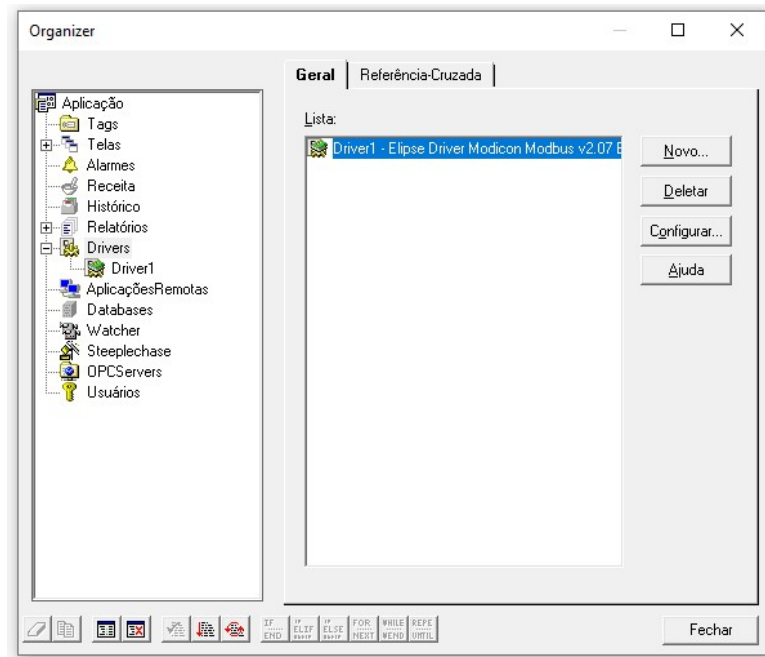 Organizer
Geral
Referência-Cruzada
Aplicação
Tags
Telas
Alarmes
Receita
Histórico
Relatórios
Drivers
Driver1
AplicaçõesRemotas
Databases
Watcher
Steeplechase
OPCServers
Usuários
Lista:
Driver1 - Elipse Driver Modicon Modbus v2.07 E
Novo...
Deletar
Configurar...
Ajuda
IF END
IF ELIF
IF ELSE
FOR NEXT
WHILE WEND
REPE UNTIL
Fechar